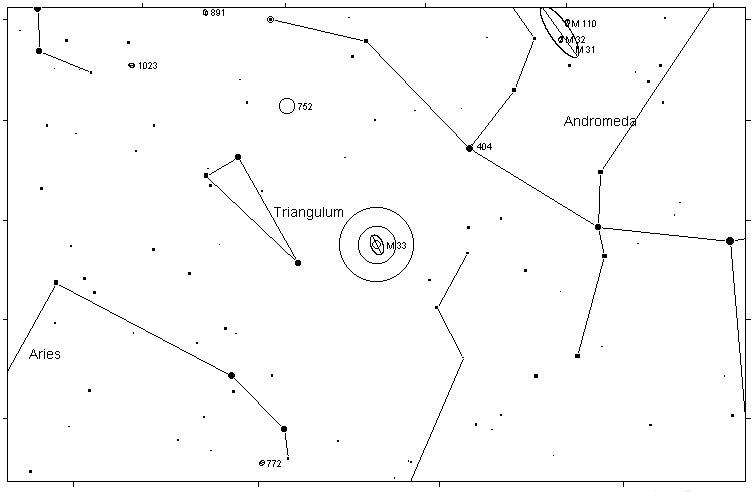 891
M 110
M 32
M 31
1023
752
Andromeda
404
Triangulum
M 33
Aries
772